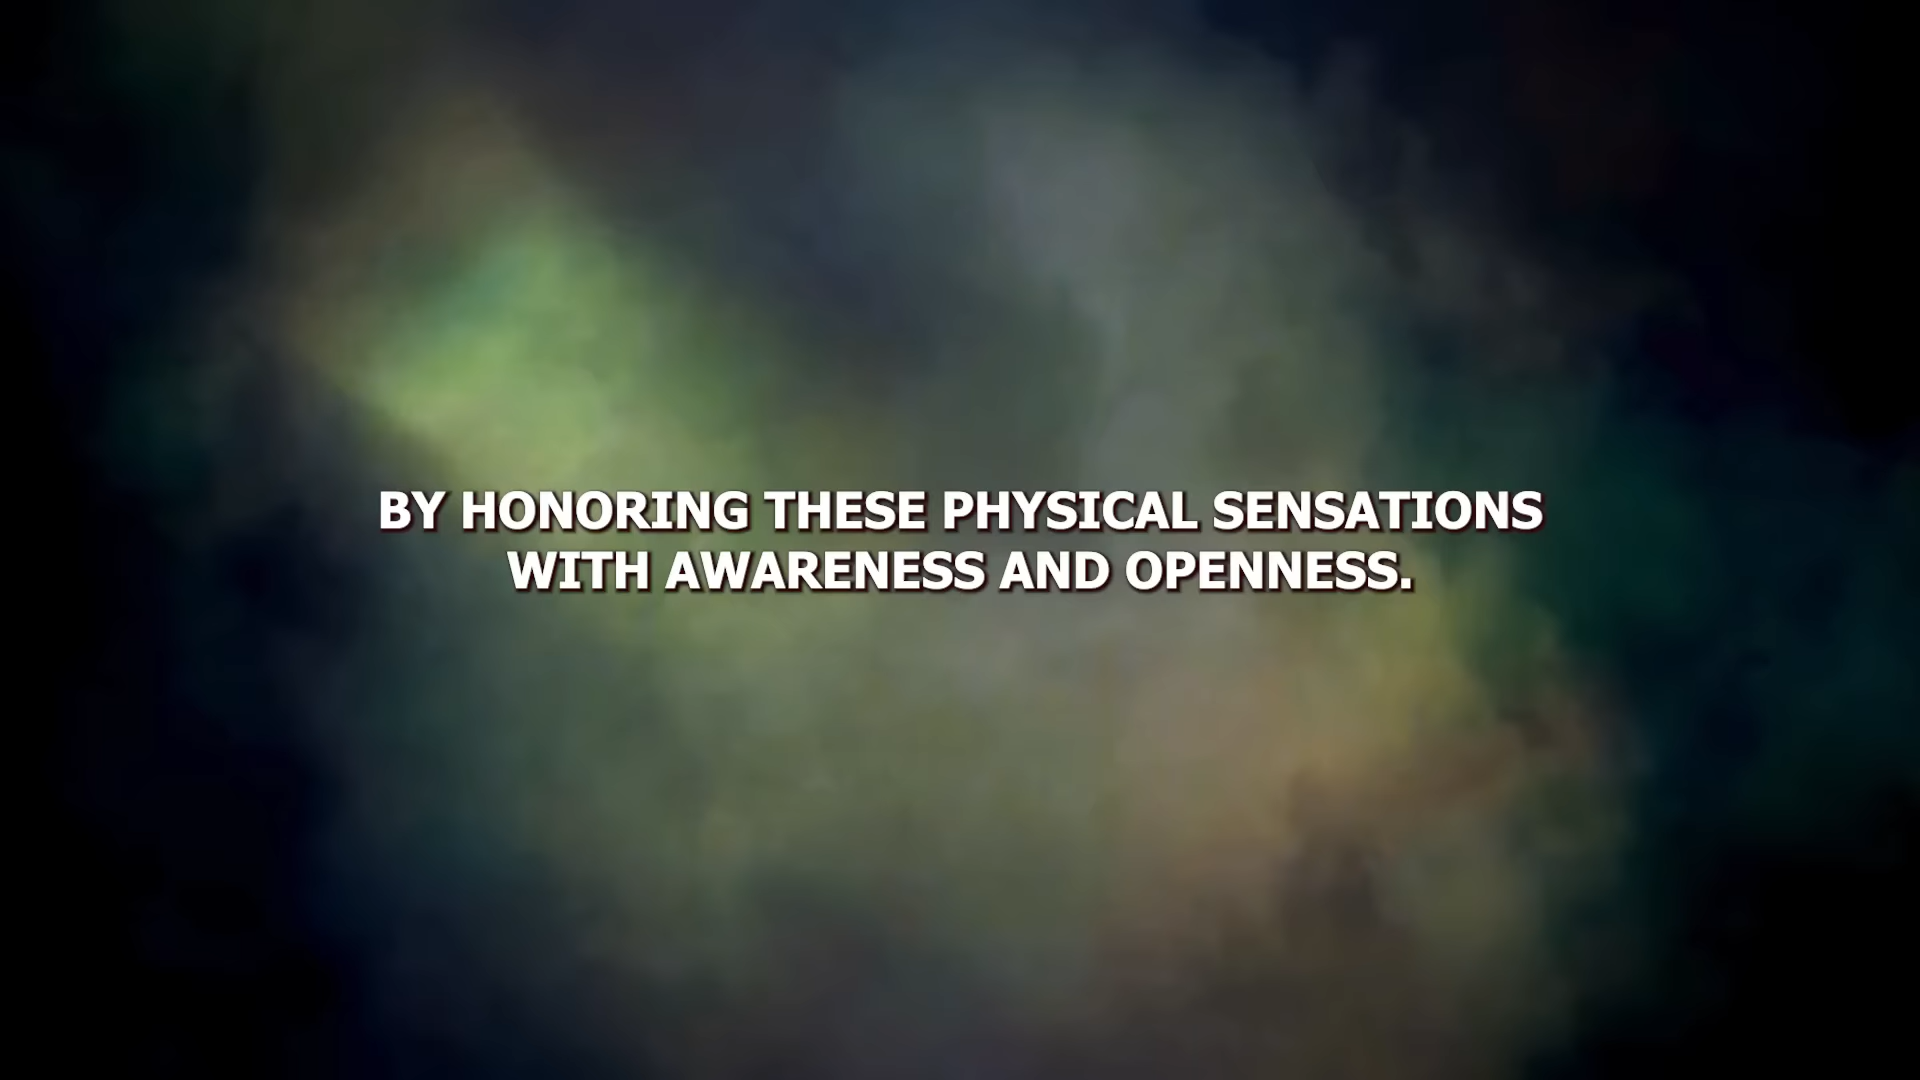 BY HONORING THESE PHYSICAL SENSATIONS
WITH AWARENESS AND OPENNESS.